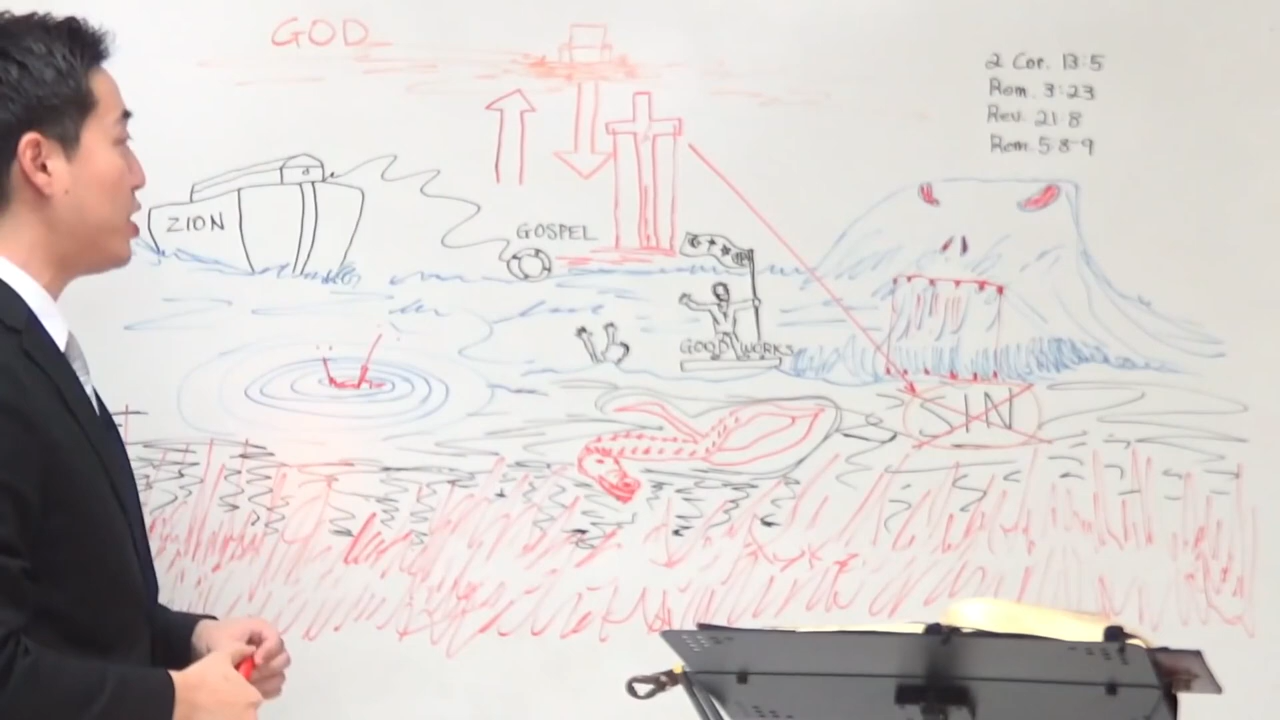 GOD
2 Cor. 13:5
Rom. 3:23
Rev. 21:8
Rom. 5:8-9
ZION
GOSPEL
GOOD WORKS
SIN